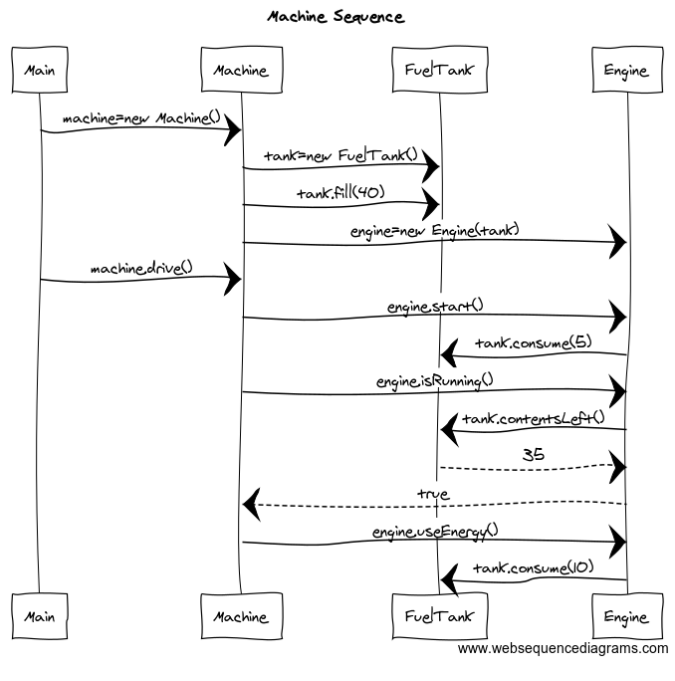 Machine Sequence
Main
Machine
FuelTank
Engine
machine=new Machine()
tank=new FuelTank()
tank.fill(40)
engine=new Engine(tank)
machine.drive()
engine.start()
tank.consume(5)
engine.isRunning()
tank.contentsLeft()
35
true
engine.useEnergy()
tank.consume(10)
Main
Machine
FuelTank
Engine
www.websequencediagrams.com